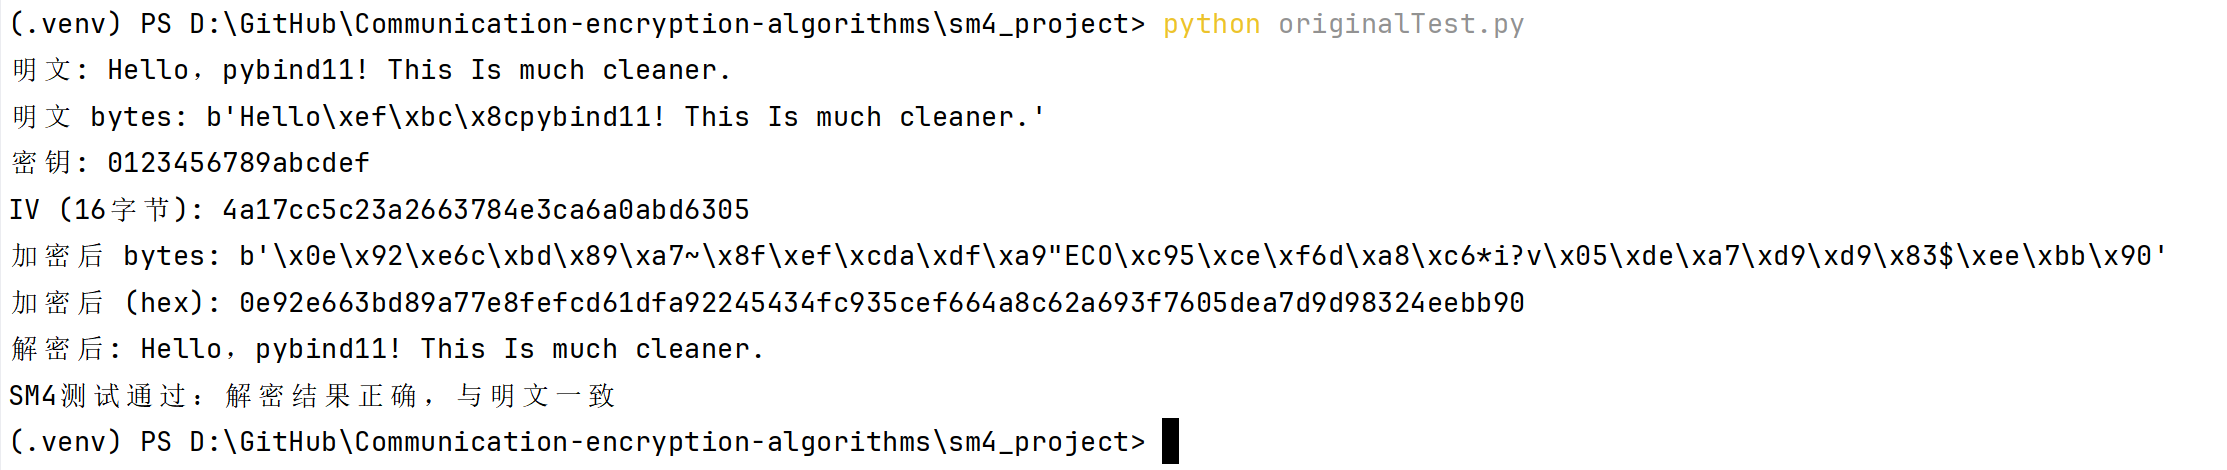 (.venv) PS D:\GitHub\Communication-encryption-algorithms\sm4_project> python originalTest.py
明文: Hello，pybind11! This Is much cleaner.
明文 bytes: b'Hello\xef\xbc\x8cpybind11! This Is much cleaner.'
密钥: 0123456789abcdef
IV (16字节): 4a17cc5c23a2663784e3ca6a0abd6305
加密后 bytes: b'\x0e\x92\xe6c\xbd\x89\xa7~\x8f\xef\xcda\xdf\xa9"ECO\xc95\xce\xf6d\xa8\xc6*i?v\x05\xde\xa7\xd9\xd9\x83$\xee\xbb\x90'
加密后 (hex): 0e92e663bd89a77e8fefcd61dfa92245434fc935cef664a8c62a693f7605dea7d9d98324eebb90
解密后: Hello，pybind11! This Is much cleaner.
SM4测试通过：解密结果正确，与明文一致
(.venv) PS D:\GitHub\Communication-encryption-algorithms\sm4_project>